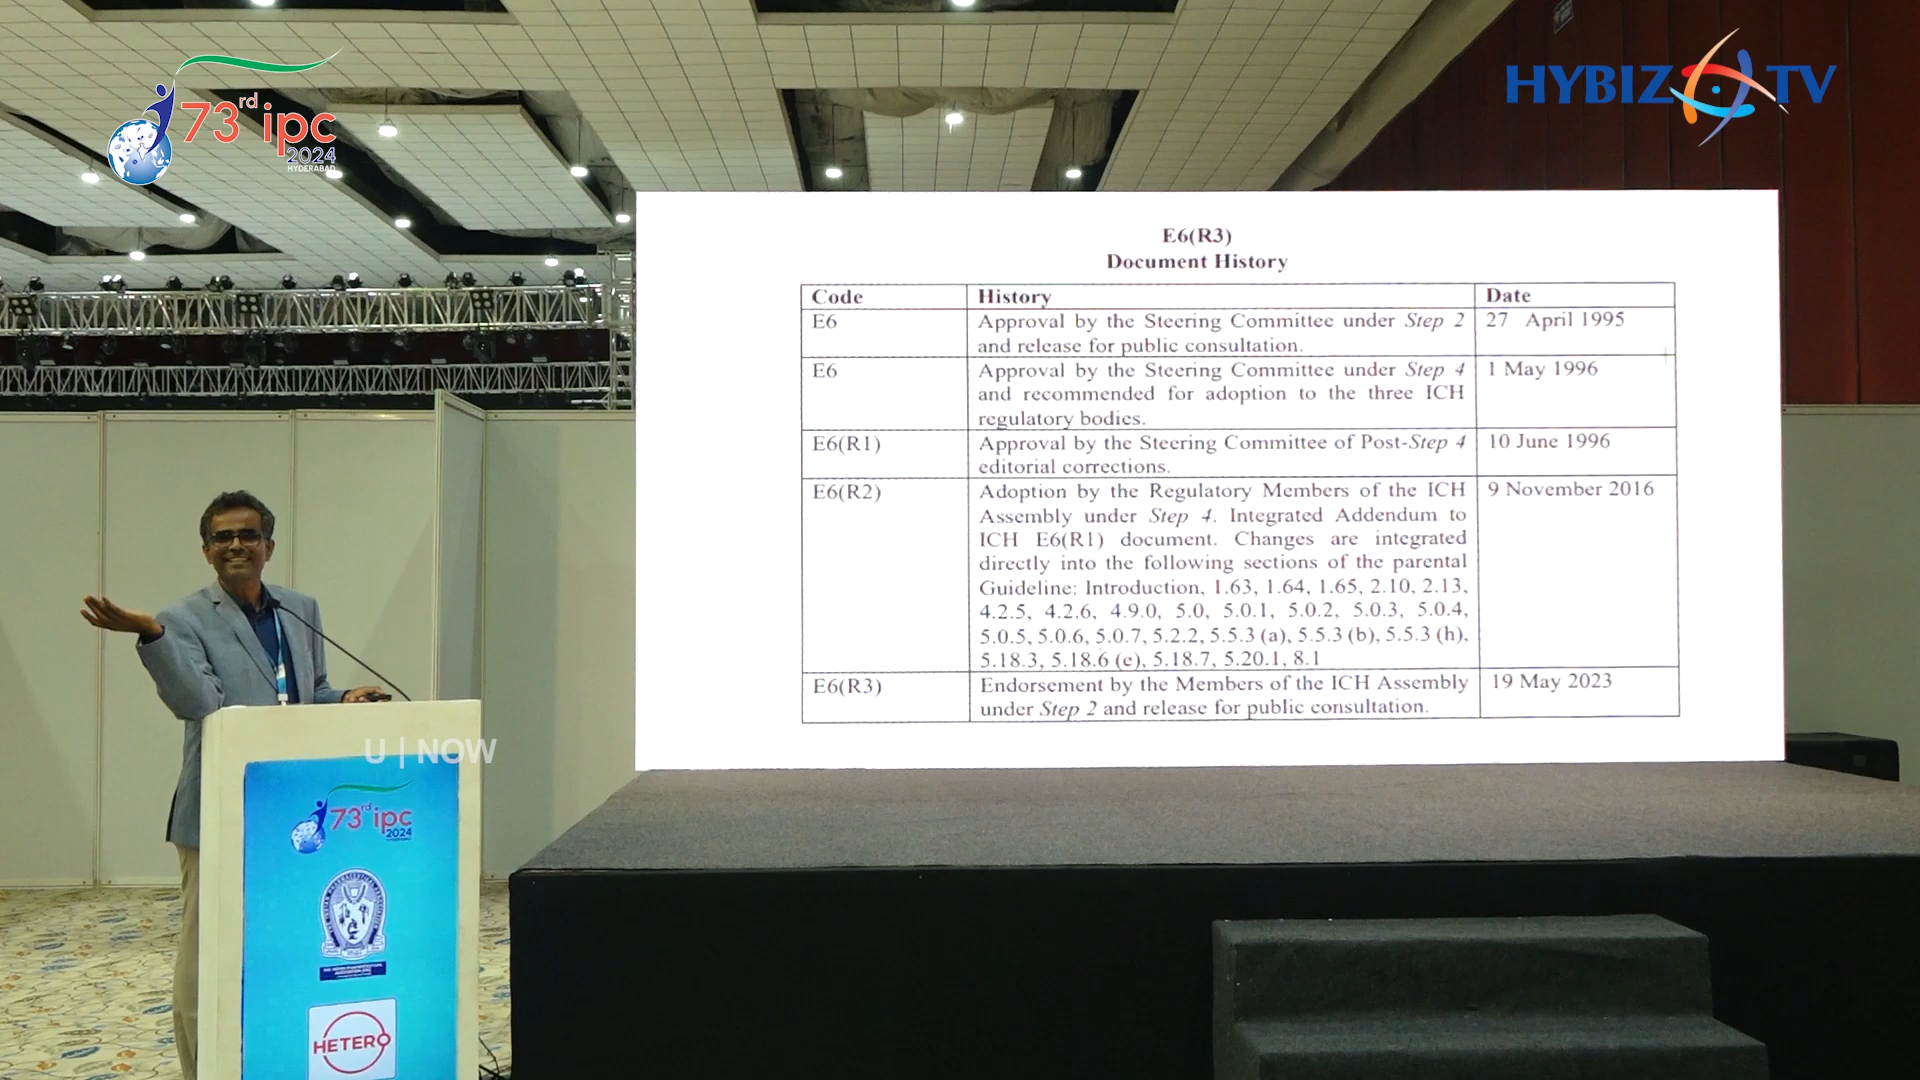 73rd ipc
2024
HYDERABAD
HYBIZ TV
E6(R3)
Document History
Code History Date
E6 Approval by the Steering Committee under Step 2 27 April 1995
and release for public consultation.
E6 Approval by the Steering Committee under Step 4 1 May 1996
and recommended for adoption to the three ICH
regulatory bodies.
E6(R1) Approval by the Steering Committee of Post-Step 4 10 June 1996
editorial corrections.
E6(R2) Adoption by the Regulatory Members of the ICH 9 November 2016
Assembly under Step 4. Integrated Addendum to
ICH E6(R1) document. Changes are integrated
directly into the following sections of the parental
Guideline: Introduction, 1.63, 1.64, 1.65, 2.10, 2.13,
4.2.5, 4.2.6, 4.9.0, 5.0, 5.0.1, 5.0.2, 5.0.3, 5.0.4,
5.0.5, 5.0.6, 5.0.7, 5.2.2, 5.5.3 (a), 5.5.3 (b), 5.5.3 (h),
5.18.3, 5.18.6 (e), 5.18.7, 5.20.1, 8.1
E6(R3) Endorsement by the Members of the ICH Assembly 19 May 2023
under Step 2 and release for public consultation.
U | NOW
73rd ipc
2024
HYDERABAD
HETERO